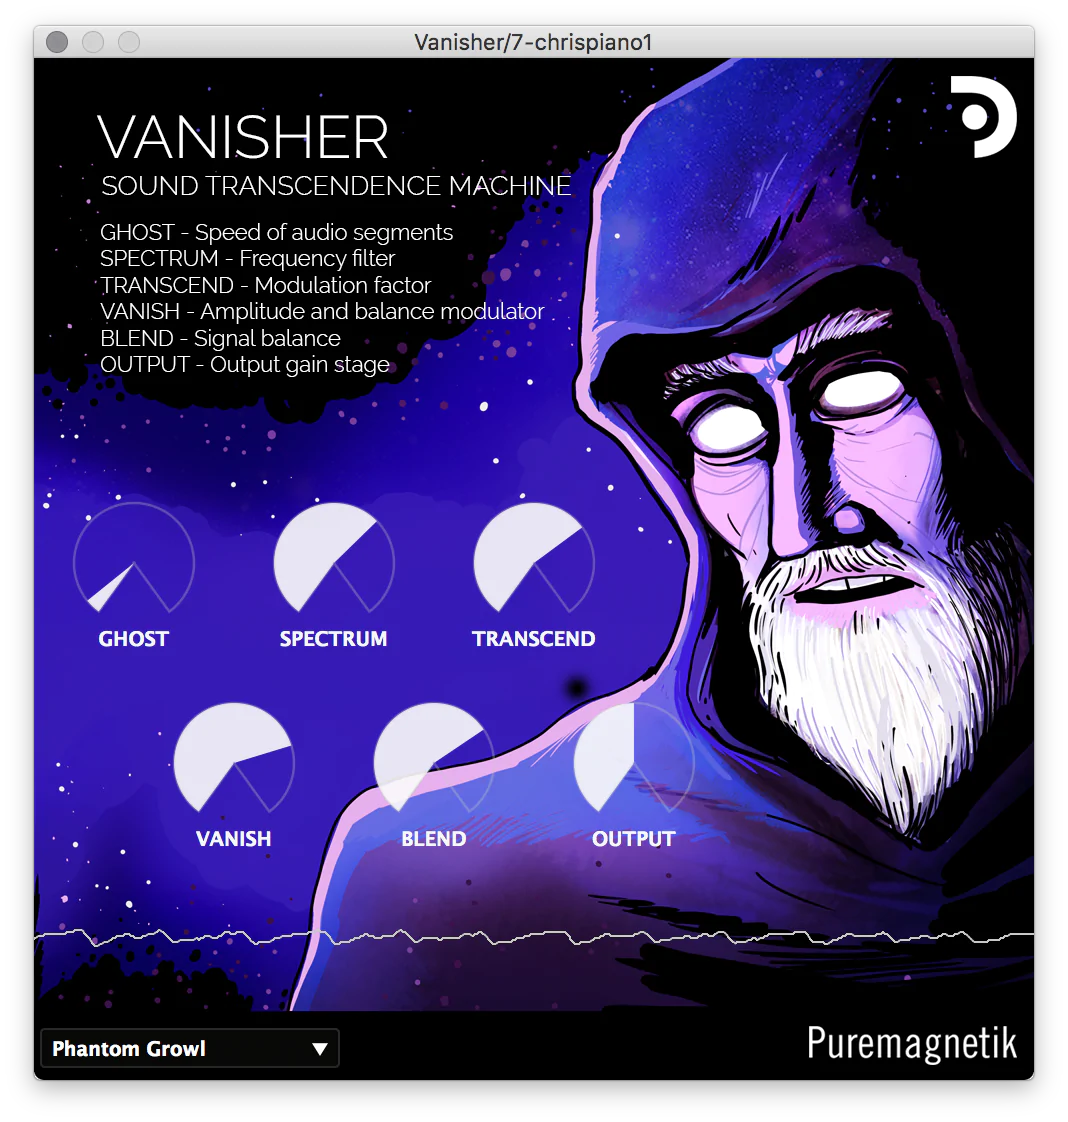 Vanisher/7-chrispiano1
VANISHER
SOUND TRANSCENDENCE MACHINE
GHOST - Speed of audio segments
SPECTRUM - Frequency filter
TRANSCEND - Modulation factor
VANISH - Amplitude and balance modulator
BLEND - Signal balance
OUTPUT - Output gain stage
GHOST SPECTRUM TRANSCEND
VANISH BLEND OUTPUT
Phantom Growl
Puremagnetik